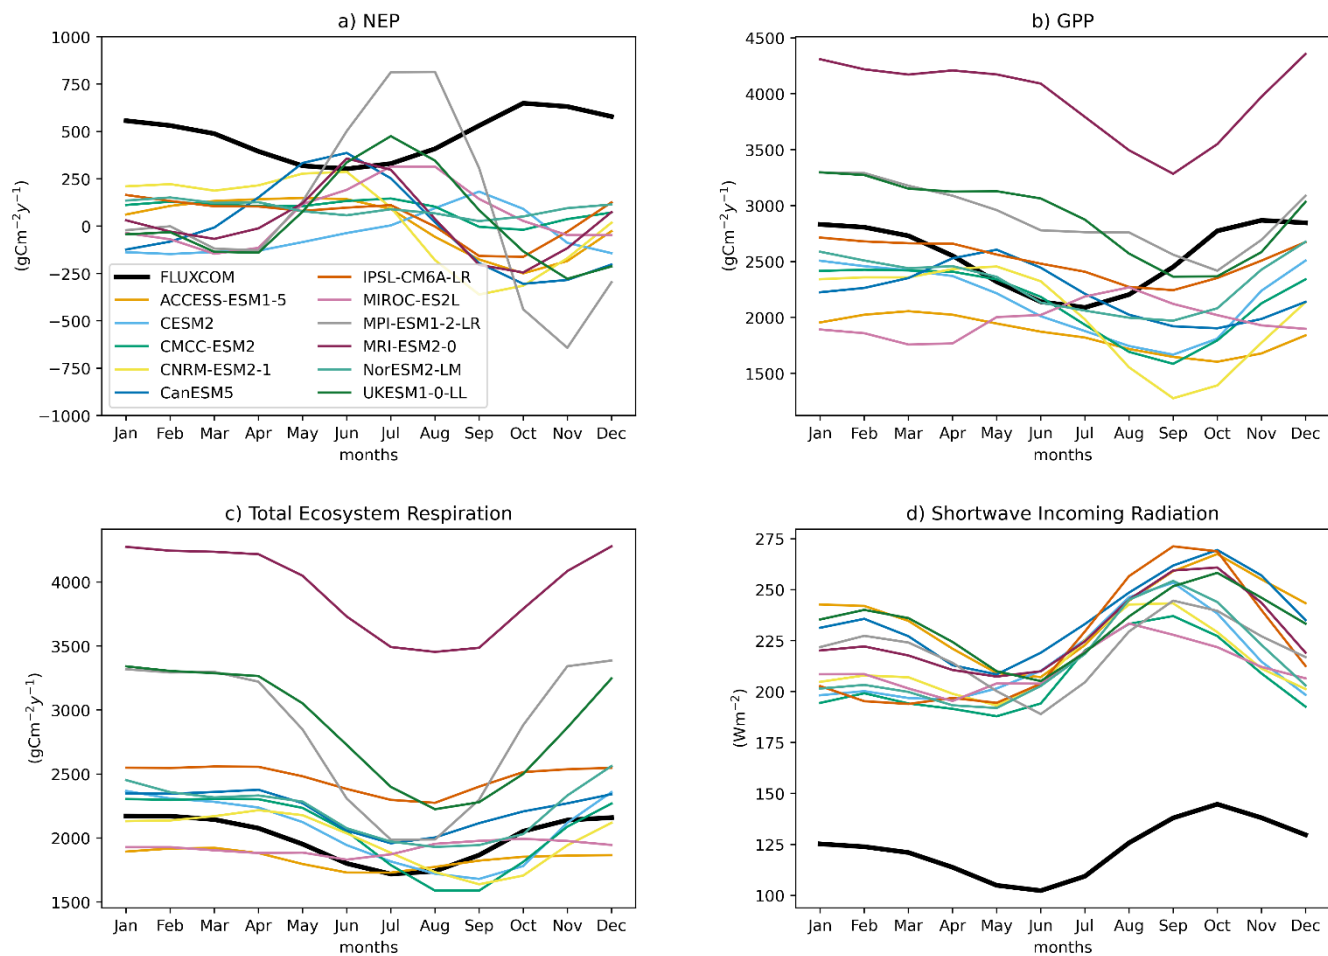 a) NEP
1000
750
500
250
0
−250
−500
−750
−1000
(gCm⁻²y⁻¹)
FLUXCOM
ACCESS-ESM1-5
CESM2
CMCC-ESM2
CNRM-ESM2-1
CanESM5
IPSL-CM6A-LR
MIROC-ES2L
MPI-ESM1-2-LR
MRI-ESM2-0
NorESM2-LM
UKESM1-0-LL
Jan Feb Mar Apr May Jun Jul Aug Sep Oct Nov Dec
months
b) GPP
4500
4000
3500
3000
2500
2000
1500
(gCm⁻²y⁻¹)
Jan Feb Mar Apr May Jun Jul Aug Sep Oct Nov Dec
months
c) Total Ecosystem Respiration
4000
3500
3000
2500
2000
1500
(gCm⁻²y⁻¹)
Jan Feb Mar Apr May Jun Jul Aug Sep Oct Nov Dec
months
d) Shortwave Incoming Radiation
275
250
225
200
175
150
125
100
(Wm⁻²)
Jan Feb Mar Apr May Jun Jul Aug Sep Oct Nov Dec
months